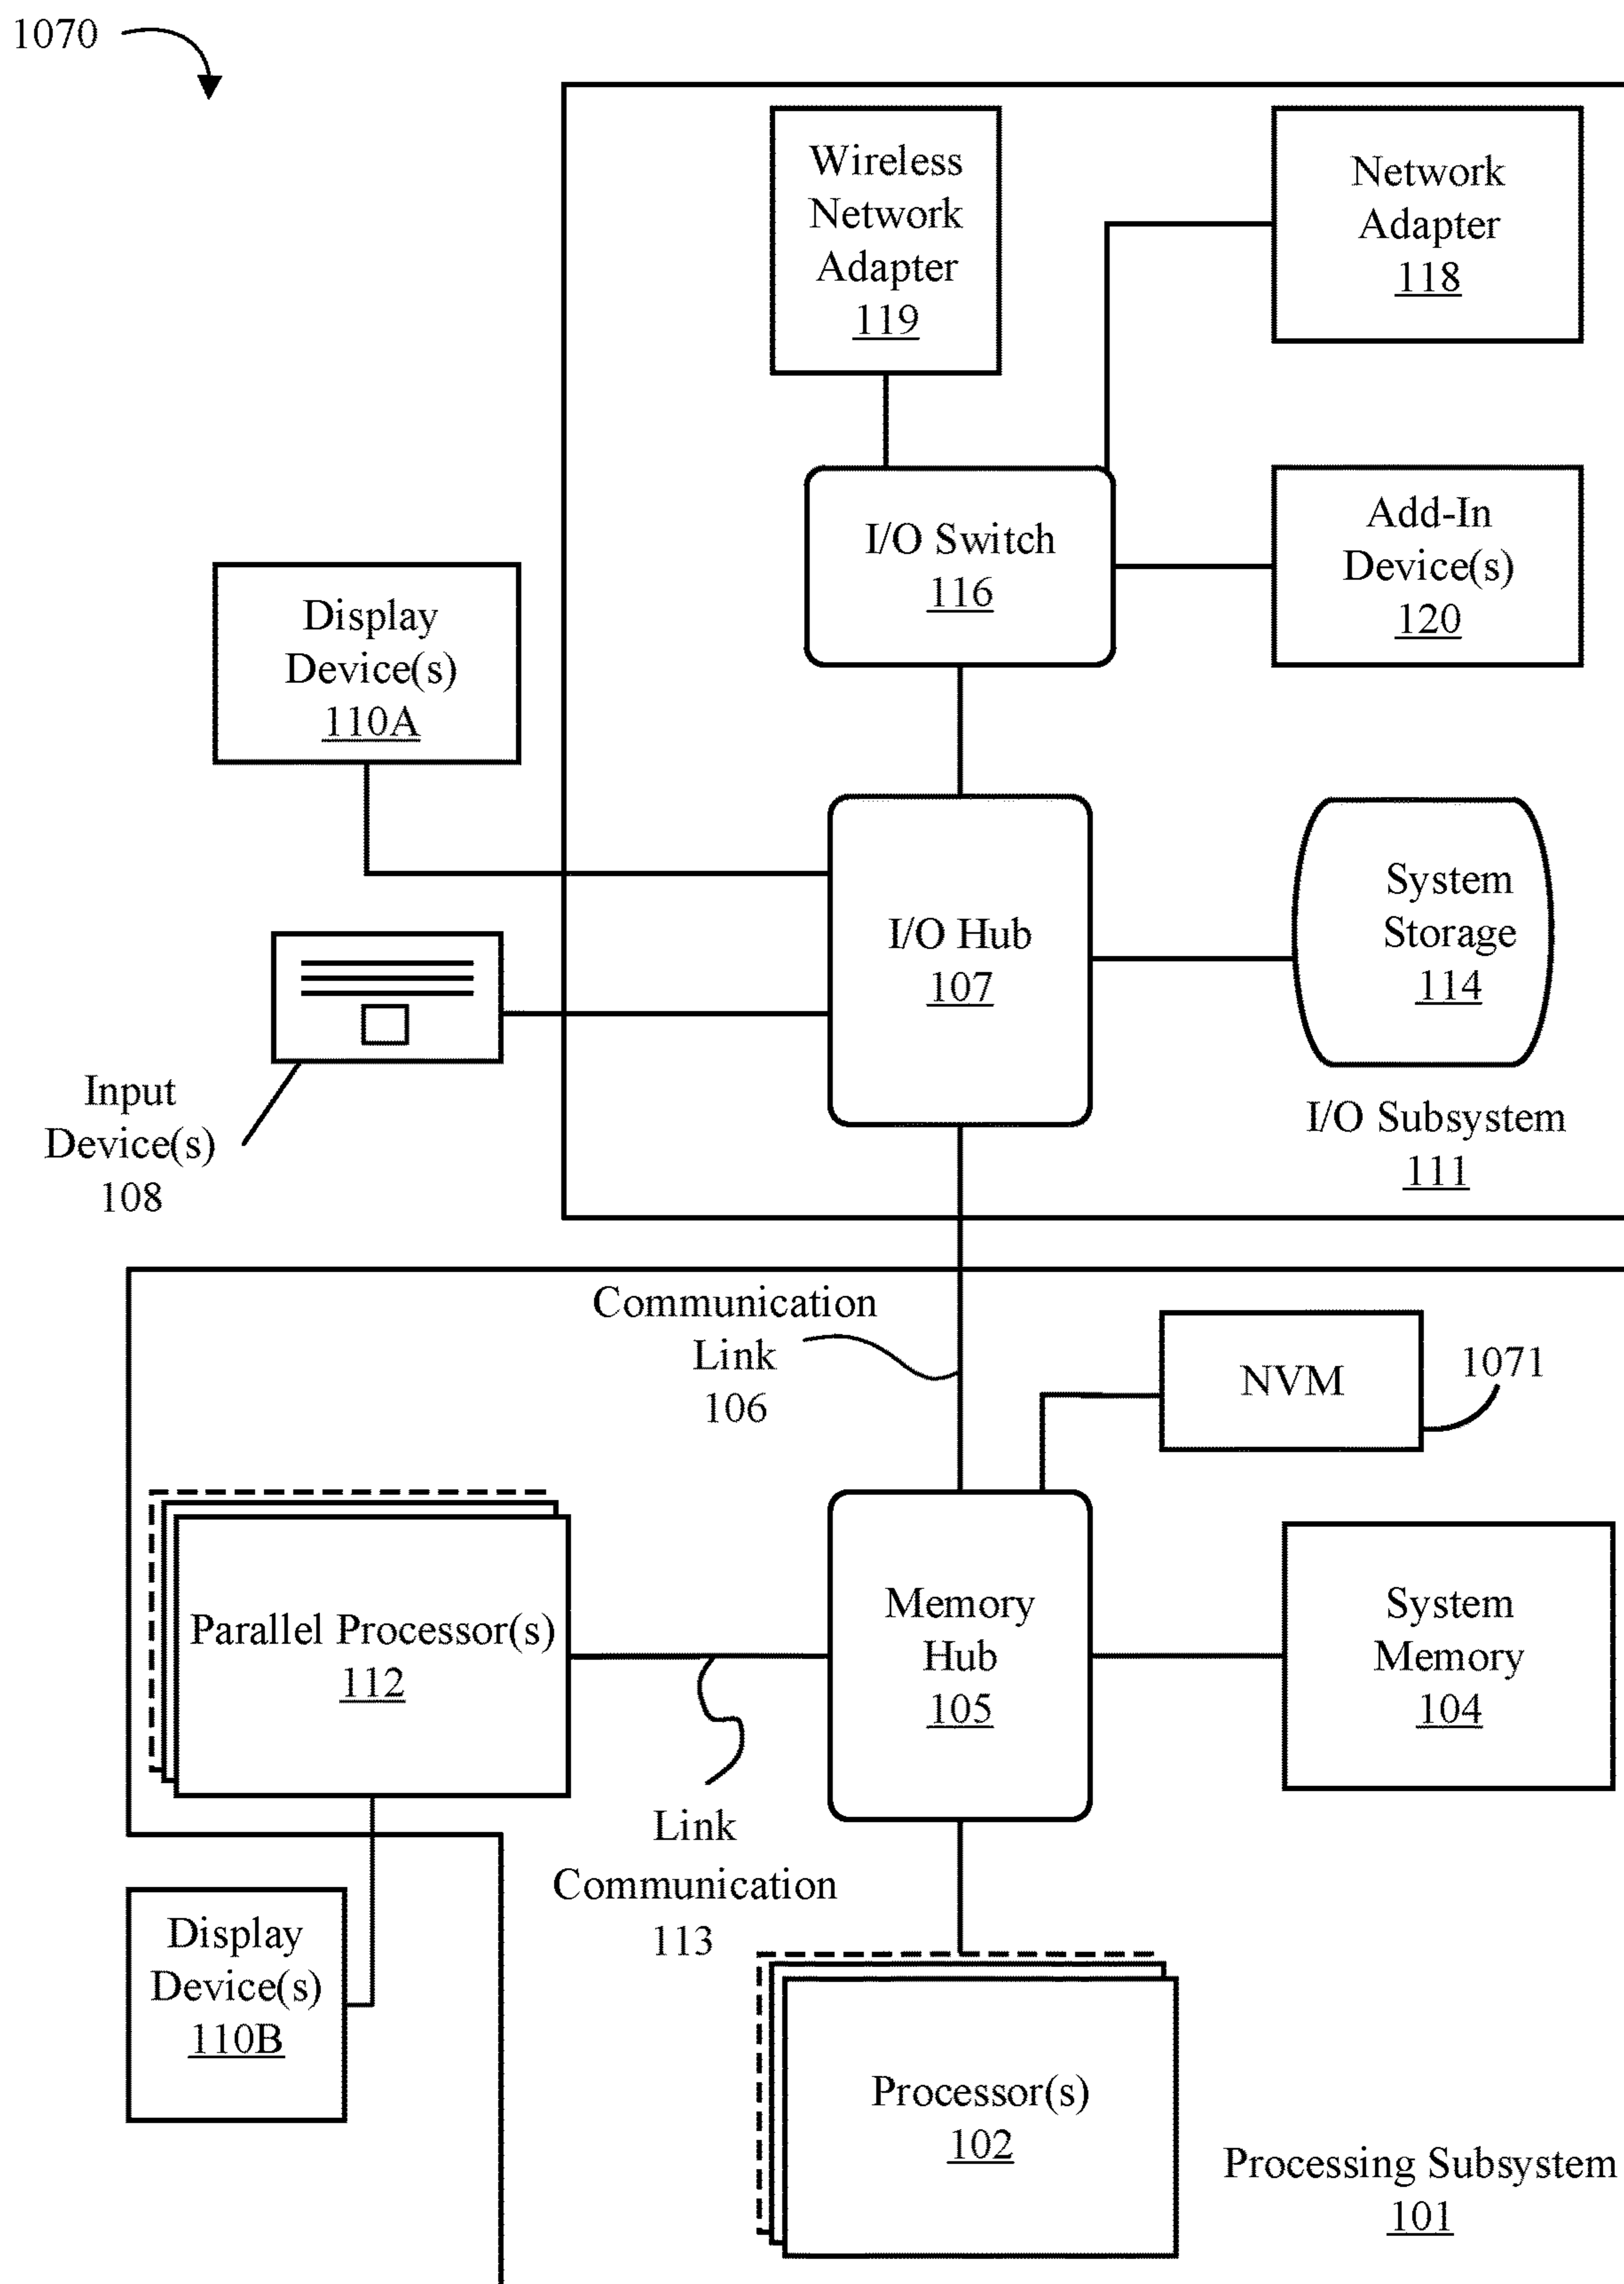 1070
Wireless
Network
Adapter
119
Network
Adapter
118
I/O Switch
116
Add-In
Device(s)
120
Display
Device(s)
110A
I/O Hub
107
System
Storage
114
Input
Device(s)
108
I/O Subsystem
111
Communication
Link
106
NVM
1071
Parallel Processor(s)
112
Memory
Hub
105
System
Memory
104
Link
Communication
113
Display
Device(s)
110B
Processor(s)
102
Processing Subsystem
101